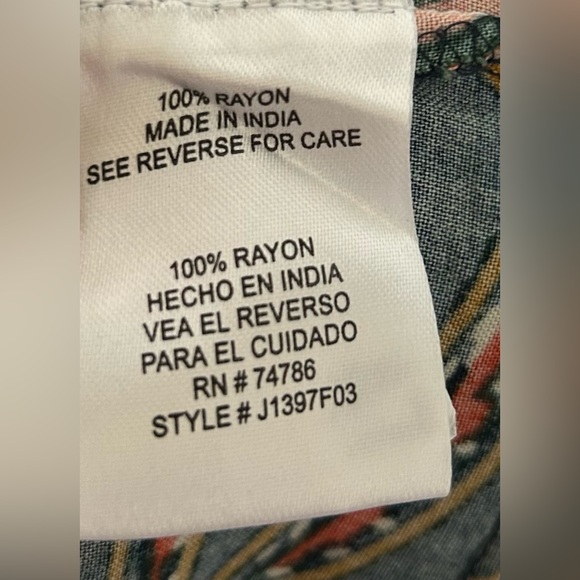 100% RAYON
MADE IN INDIA
SEE REVERSE FOR CARE
100% RAYON
HECHO EN INDIA
VEA EL REVERSO
PARA EL CUIDADO
RN # 74786
STYLE # J1397F03